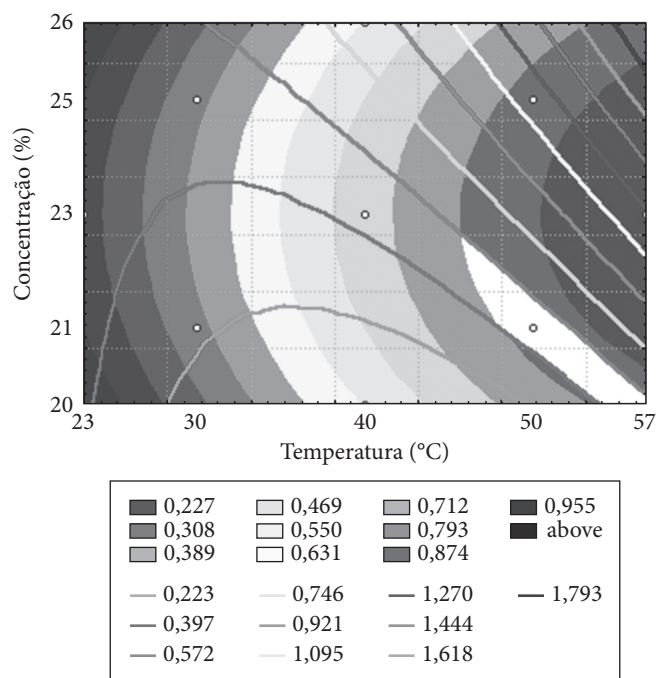 26
25
23
21
20
Concentração (%)
23 30 40 50 57
Temperatura (°C)
0,227 0,469 0,712 0,955
0,308 0,550 0,793 above
0,389 0,631 0,874
0,223 0,746 1,270 1,793
0,397 0,921 1,444
0,572 1,095 1,618